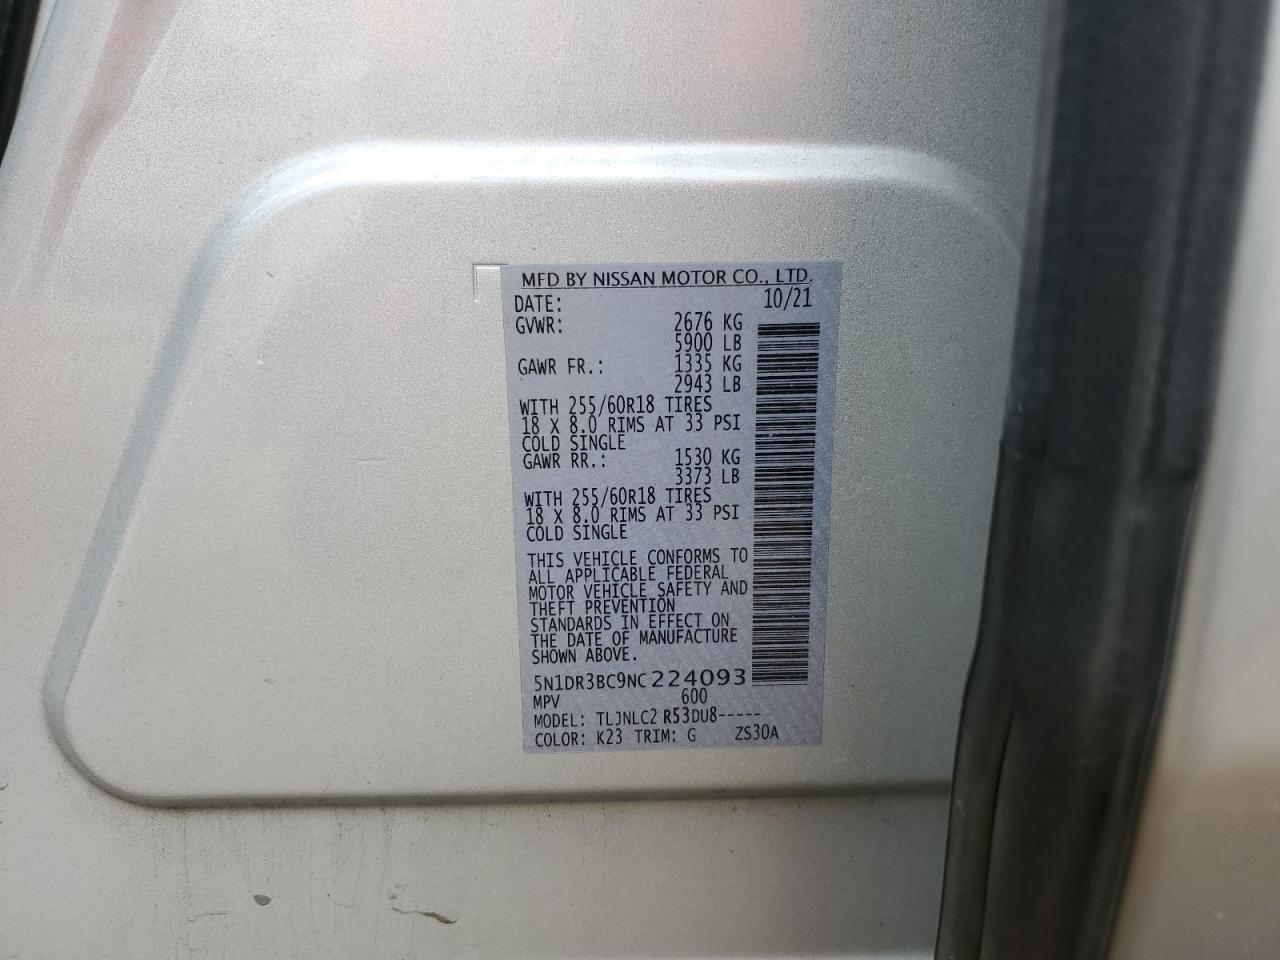 MFD BY NISSAN MOTOR CO., LTD.
DATE: 10/21
GVWR: 2676 KG
5900 LB
GAWR FR.: 1335 KG
2943 LB
WITH 255/60R18 TIRES
18 X 8.0 RIMS AT 33 PSI
COLD SINGLE
GAWR RR.: 1530 KG
3373 LB
WITH 255/60R18 TIRES
18 X 8.0 RIMS AT 33 PSI
COLD SINGLE
THIS VEHICLE CONFORMS TO
ALL APPLICABLE FEDERAL
MOTOR VEHICLE SAFETY AND
THEFT PREVENTION
STANDARDS IN EFFECT ON
THE DATE OF MANUFACTURE
SHOWN ABOVE.
5N1DR3BC9NC224093
MPV 600
MODEL: TLJNLC2 R53DU8-----
COLOR: K23 TRIM: G ZS30A